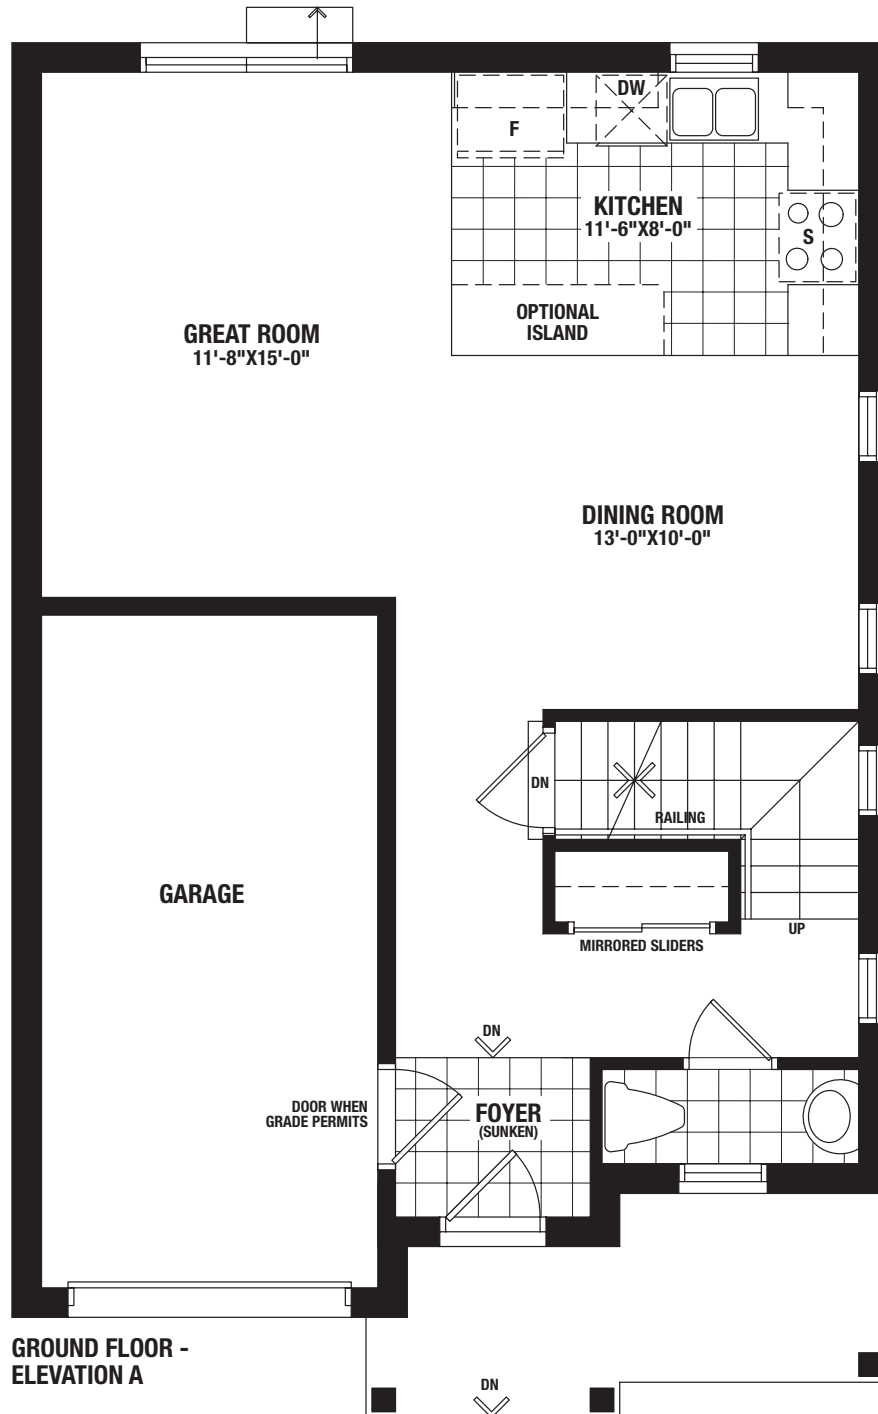 DW
F
KITCHEN
11'-6"X8'-0"
S
OPTIONAL
ISLAND
GREAT ROOM
11'-8"X15'-0"
DINING ROOM
13'-0"X10'-0"
DN
RAILING
GARAGE
UP
MIRRORED SLIDERS
DN
DOOR WHEN
GRADE PERMITS
FOYER
(SUNKEN)
GROUND FLOOR -
ELEVATION A
DN